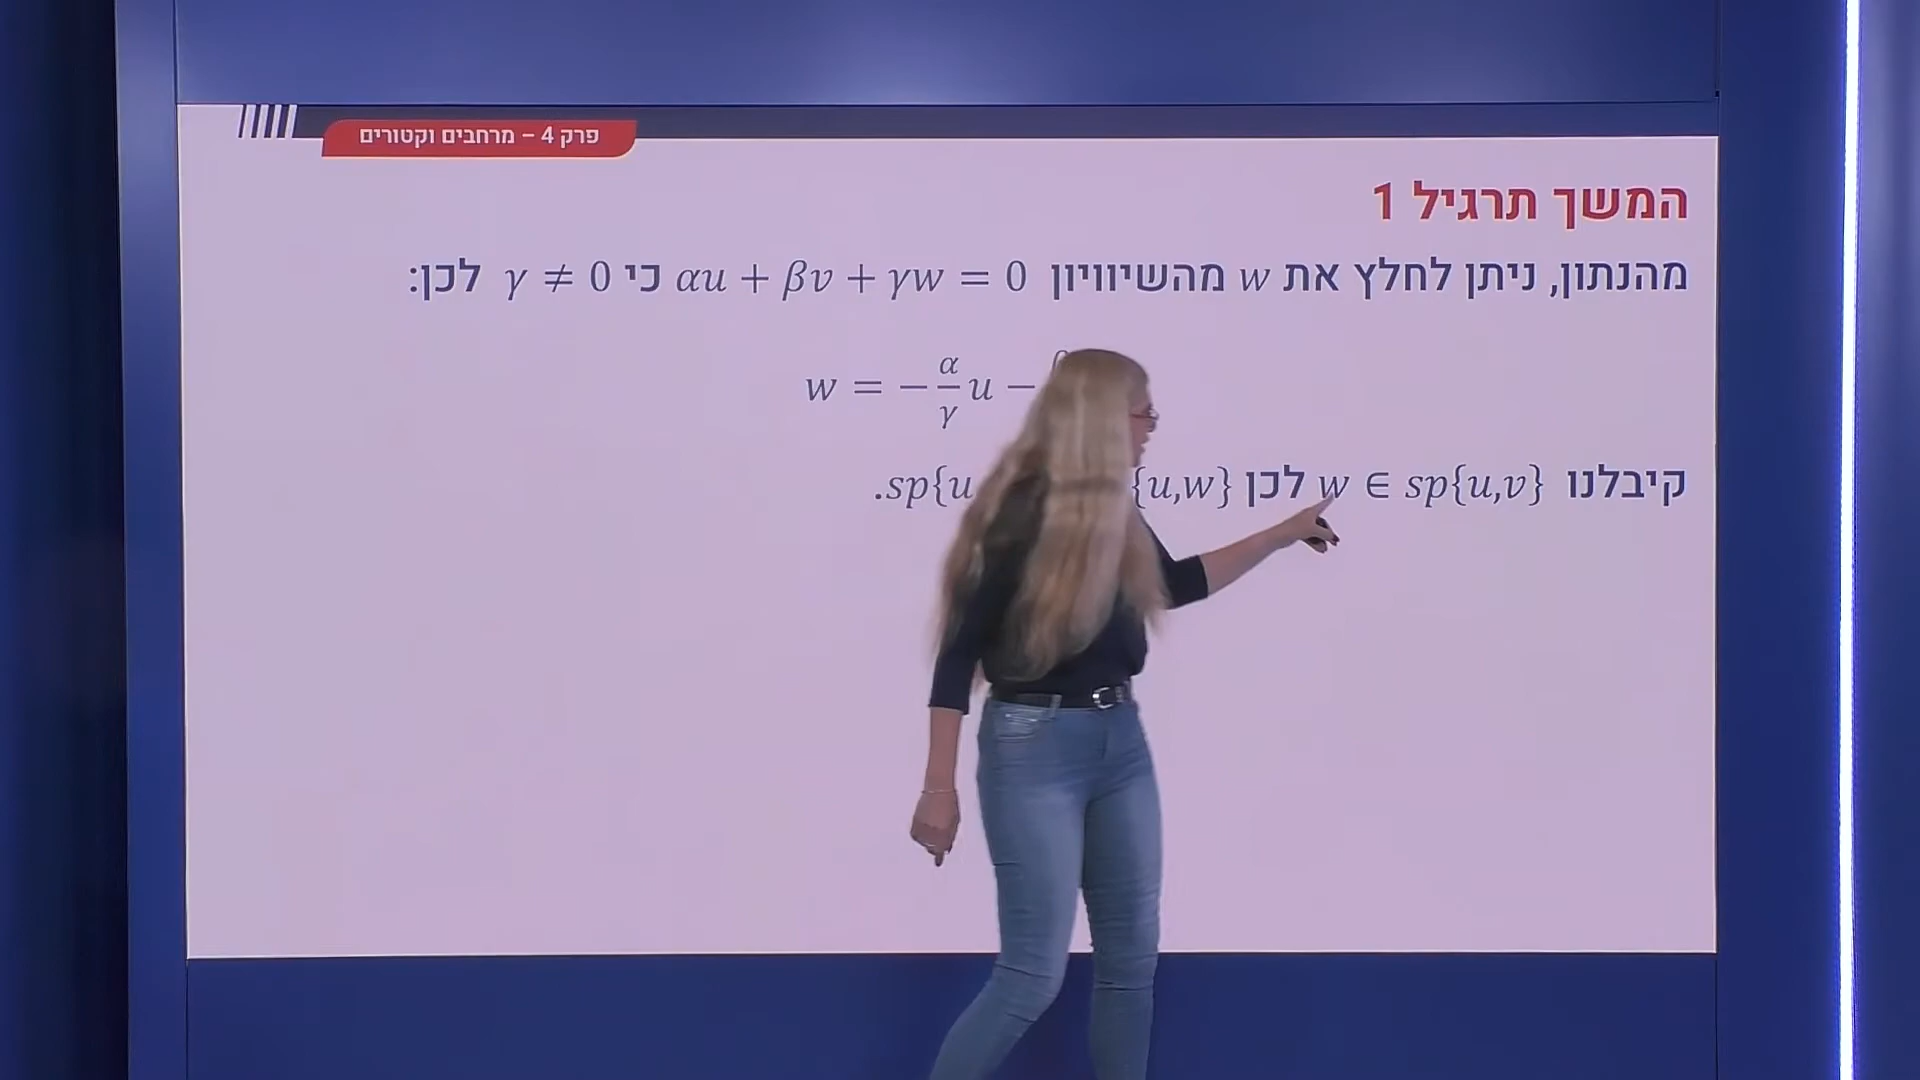 פרק 4 – מרחבים וקטורים
המשך תרגיל 1
מהנתון, ניתן לחלץ את w מהשיוויון αu + βv + γw = 0 כי γ ≠ 0 לכן:
w = −α/γ u −
קיבלנו w ∈ sp{u,v} לכן {u,w} sp{u.